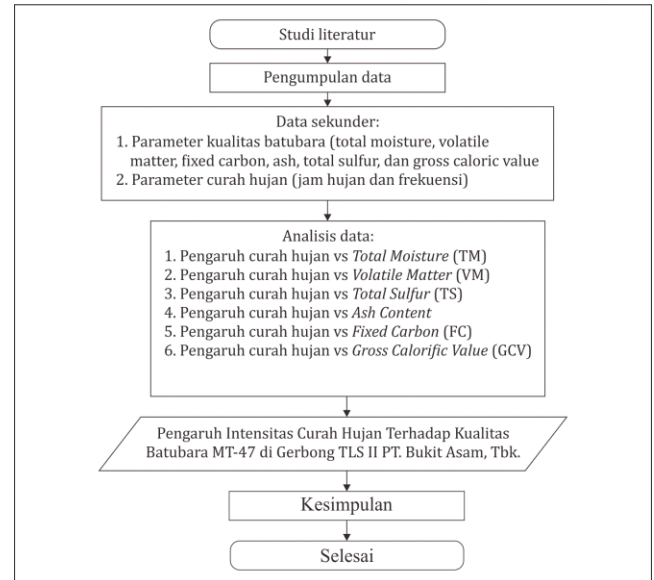 Studi literatur
Pengumpulan data
Data sekunder:
1. Parameter kualitas batubara (total moisture, volatile
matter, fixed carbon, ash, total sulfur, dan gross caloric value
2. Parameter curah hujan (jam hujan dan frekuensi)
Analisis data:
1. Pengaruh curah hujan vs Total Moisture (TM)
2. Pengaruh curah hujan vs Volatile Matter (VM)
3. Pengaruh curah hujan vs Total Sulfur (TS)
4. Pengaruh curah hujan vs Ash Content
5. Pengaruh curah hujan vs Fixed Carbon (FC)
6. Pengaruh curah hujan vs Gross Calorific Value (GCV)
Pengaruh Intensitas Curah Hujan Terhadap Kualitas
Batubara MT-47 di Gerbong TLS II PT. Bukit Asam, Tbk.
Kesimpulan
Selesai